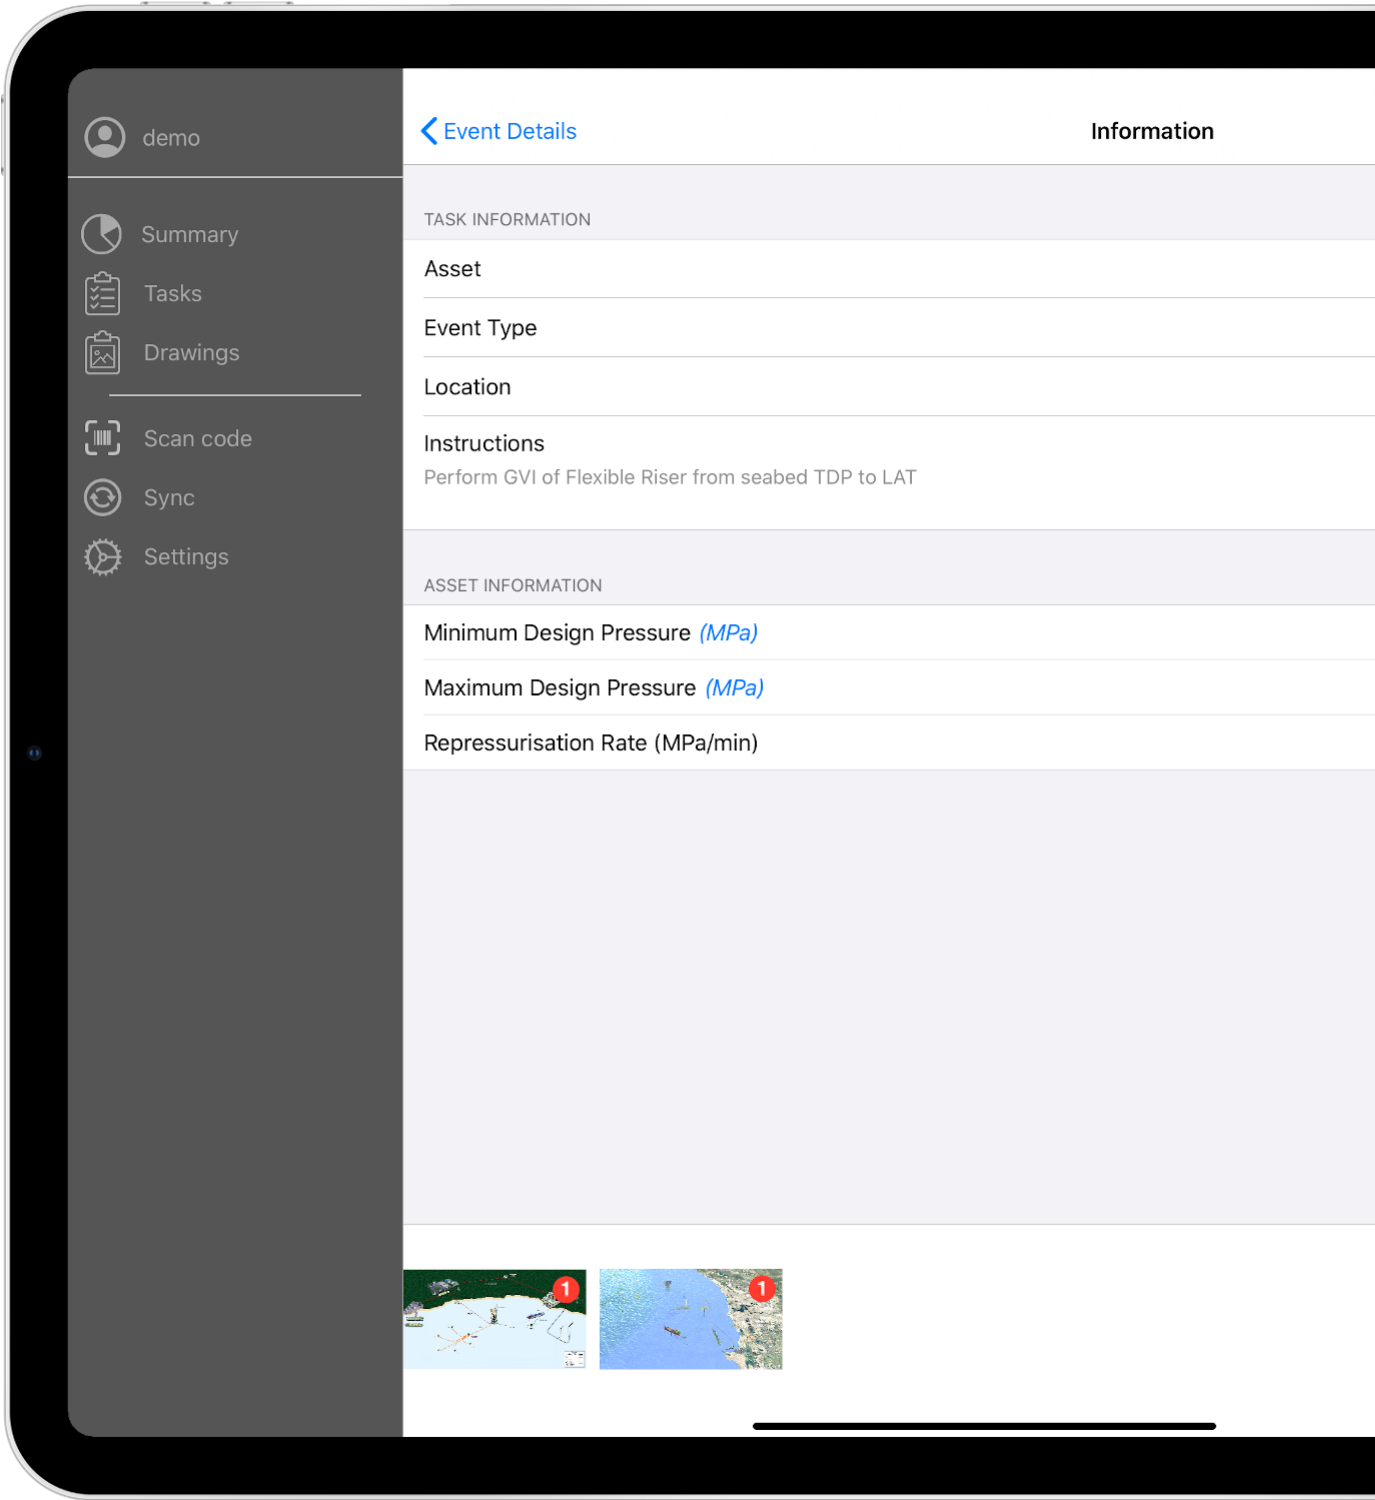 demo
Summary
Tasks
Drawings
Scan code
Sync
Settings
Event Details
Information
TASK INFORMATION
Asset
Event Type
Location
Instructions
Perform GVI of Flexible Riser from seabed TDP to LAT
ASSET INFORMATION
Minimum Design Pressure (MPa)
Maximum Design Pressure (MPa)
Repressurisation Rate (MPa/min)
1
1